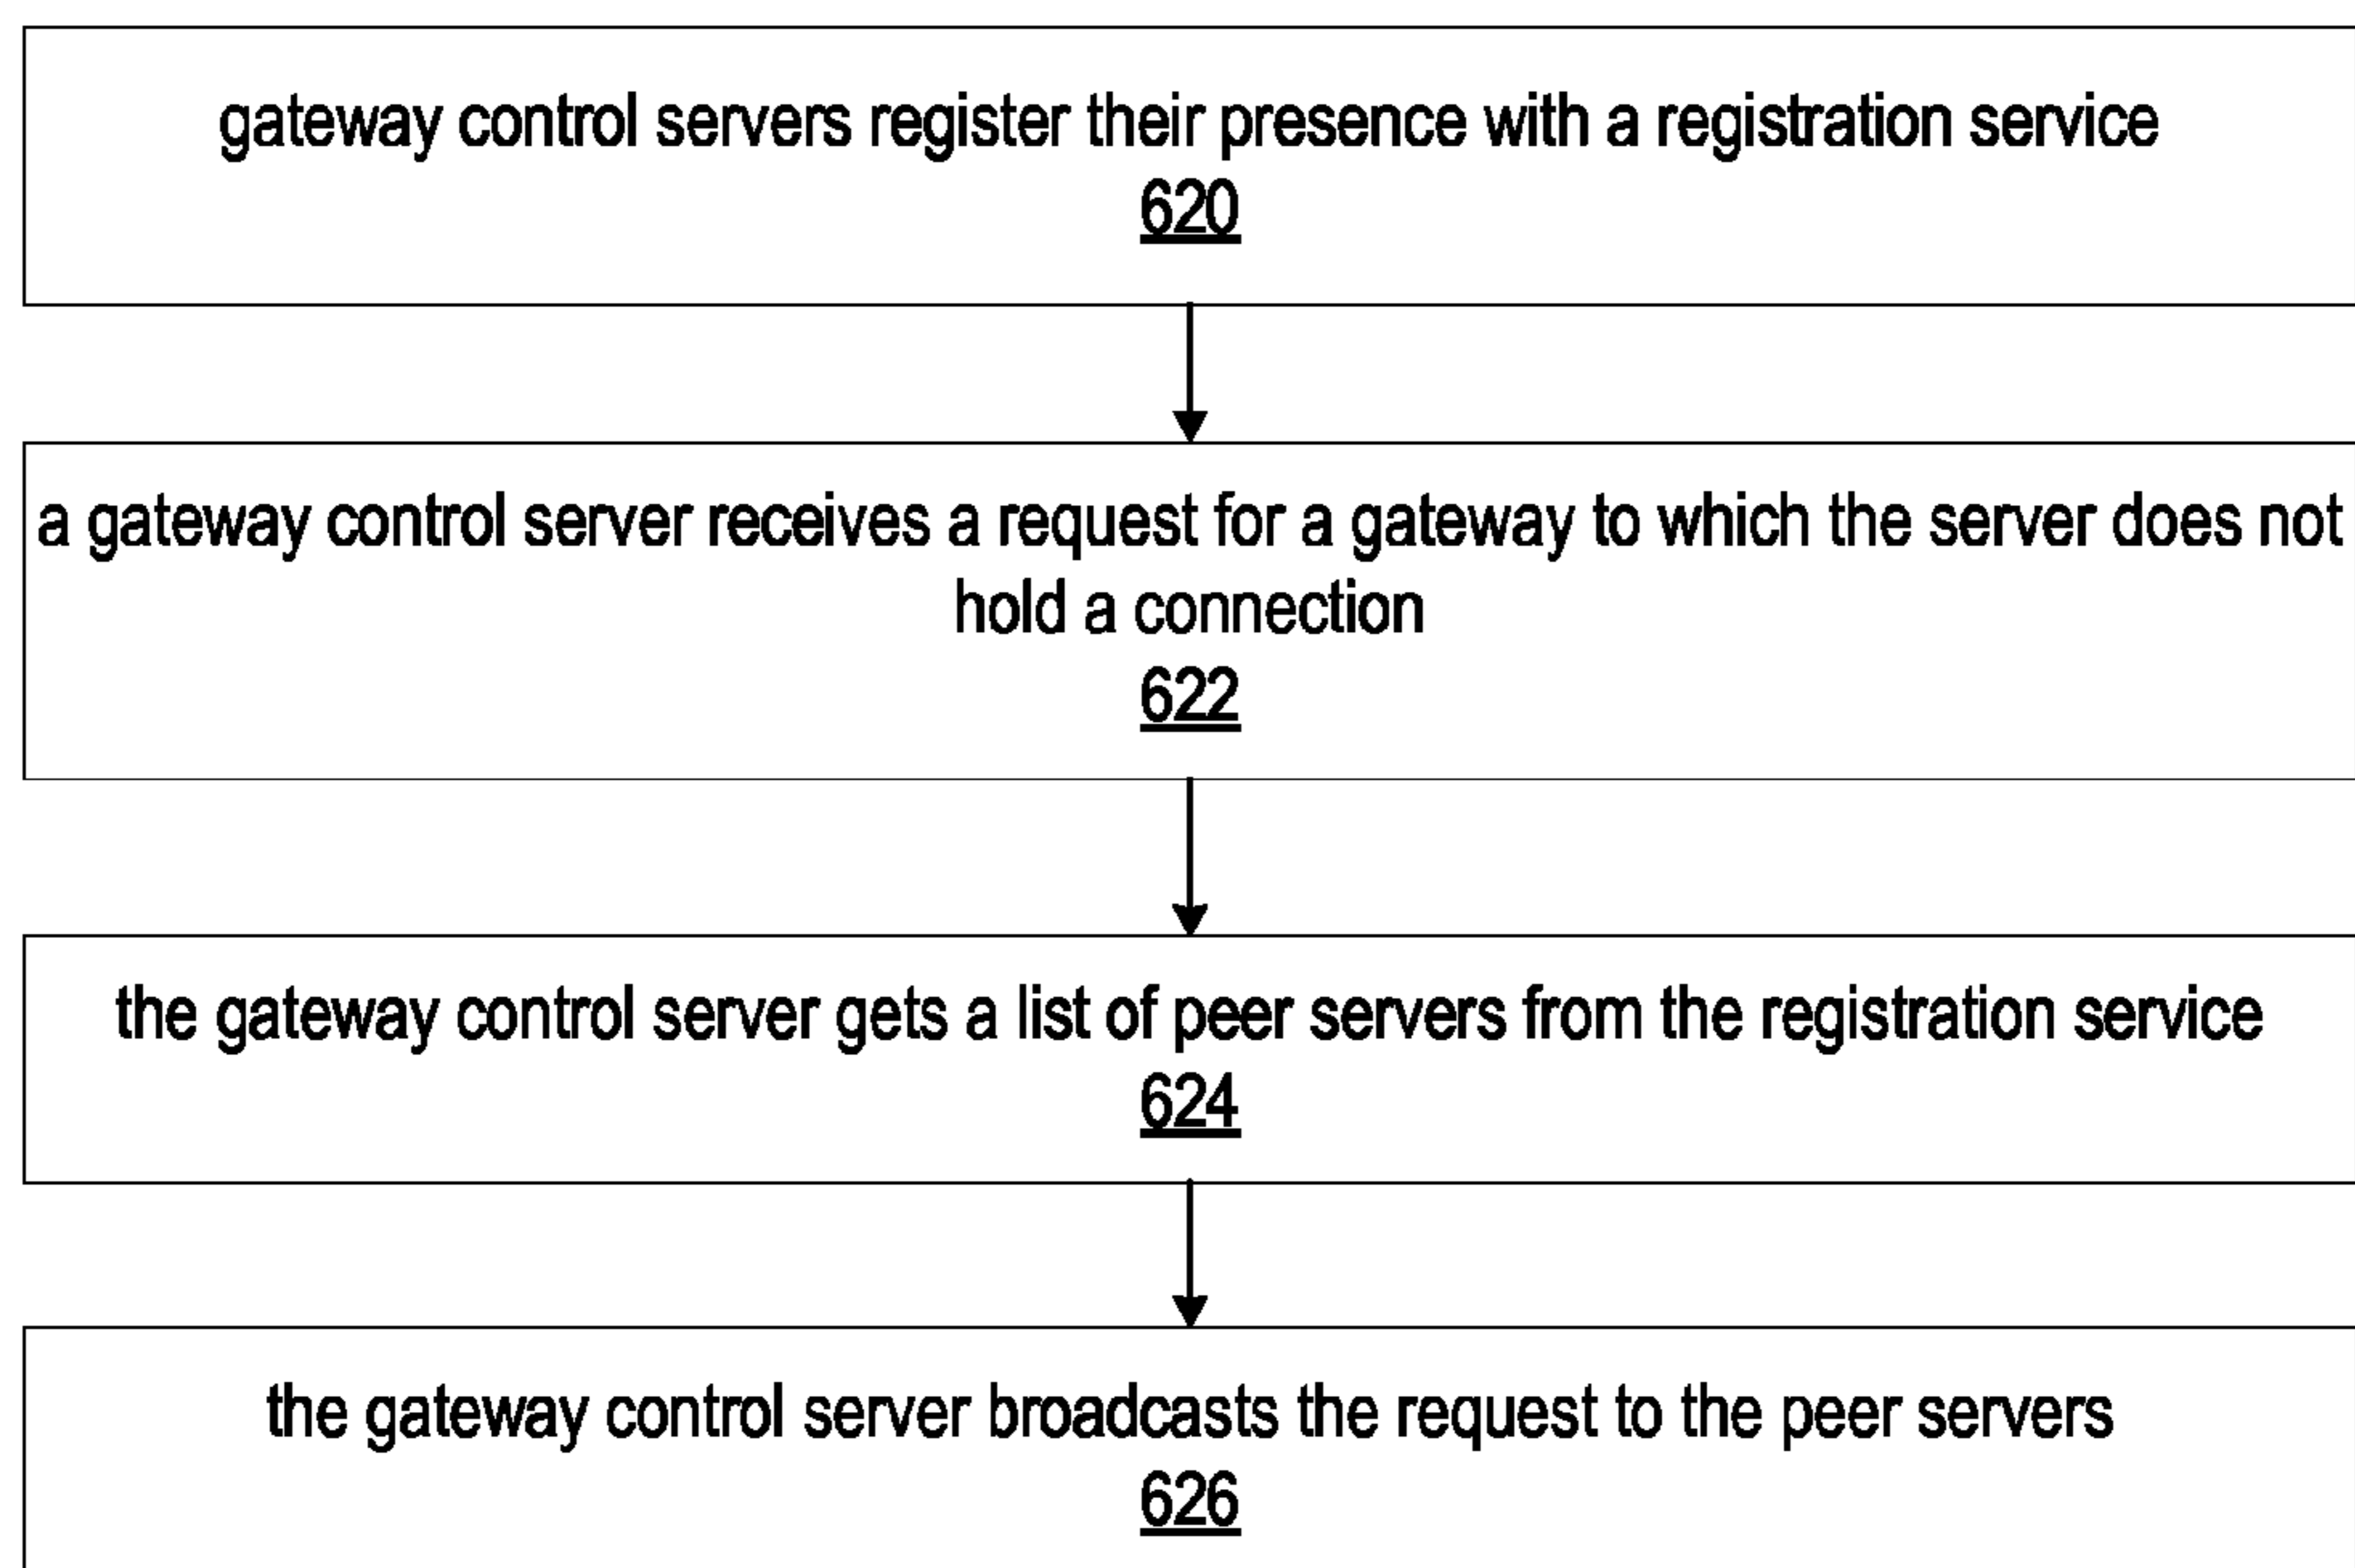 gateway control servers register their presence with a registration service
620
a gateway control server receives a request for a gateway to which the server does not
hold a connection
622
the gateway control server gets a list of peer servers from the registration service
624
the gateway control server broadcasts the request to the peer servers
626